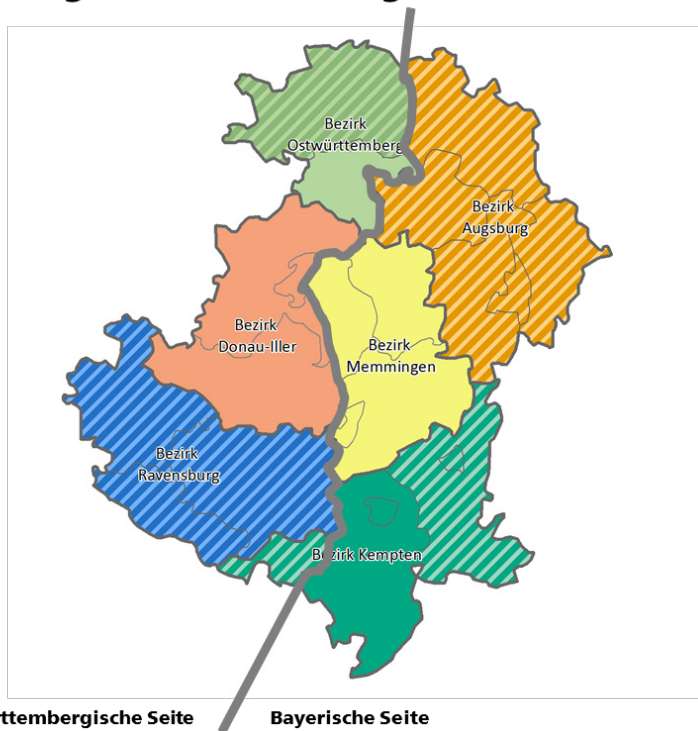 Bezirk
Ostwürttemberg
Bezirk
Augsburg
Bezirk
Donau-Iller
Bezirk
Memmingen
Bezirk
Ravensburg
Bezirk Kempten
ttembergische Seite
Bayerische Seite